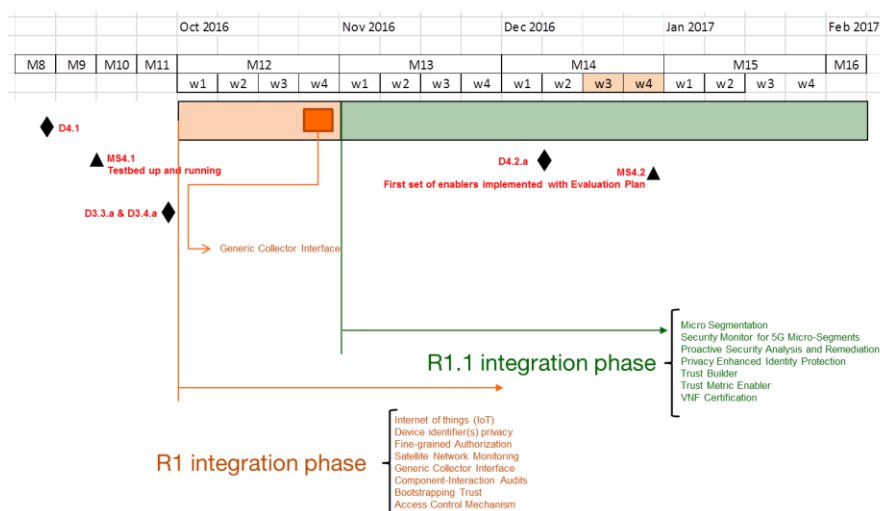 Oct 2016 Nov 2016 Dec 2016 Jan 2017 Feb 2017
M8 M9 M10 M11 M12 M13 M14 M15 M16
w1 w2 w3 w4 w1 w2 w3 w4 w1 w2 w3 w4 w1 w2 w3 w4
D4.1
MS4.1
Testbed up and running
D4.2.a
MS4.2
First set of enablers implemented with Evaluation Plan
D3.3.a & D3.4.a
Generic Collector Interface
R1.1 integration phase
Micro Segmentation
Security Monitor for 5G Micro-Segments
Proactive Security Analysis and Remediation
Privacy Enhanced Identity Protection
Trust Builder
Trust Metric Enabler
VNF Certification
R1 integration phase
Internet of things (IoT)
Device identifier(s) privacy
Fine-grained Authorization
Satellite Network Monitoring
Generic Collector Interface
Component-Interaction Audits
Bootstrapping Trust
Access Control Mechanism